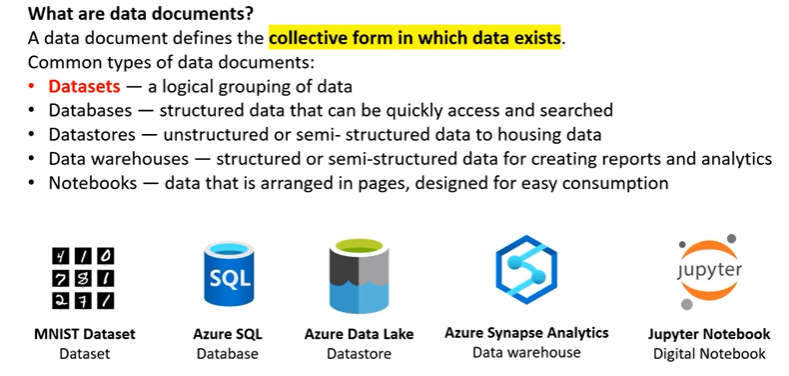 What are data documents?
A data document defines the collective form in which data exists.
Common types of data documents:
• Datasets — a logical grouping of data
• Databases — structured data that can be quickly access and searched
• Datastores — unstructured or semi- structured data to housing data
• Data warehouses — structured or semi-structured data for creating reports and analytics
• Notebooks — data that is arranged in pages, designed for easy consumption
4 1 0
7 8 1
2 7 1
SQL
jupyter
MNIST Dataset
Dataset
Azure SQL
Database
Azure Data Lake
Datastore
Azure Synapse Analytics
Data warehouse
Jupyter Notebook
Digital Notebook